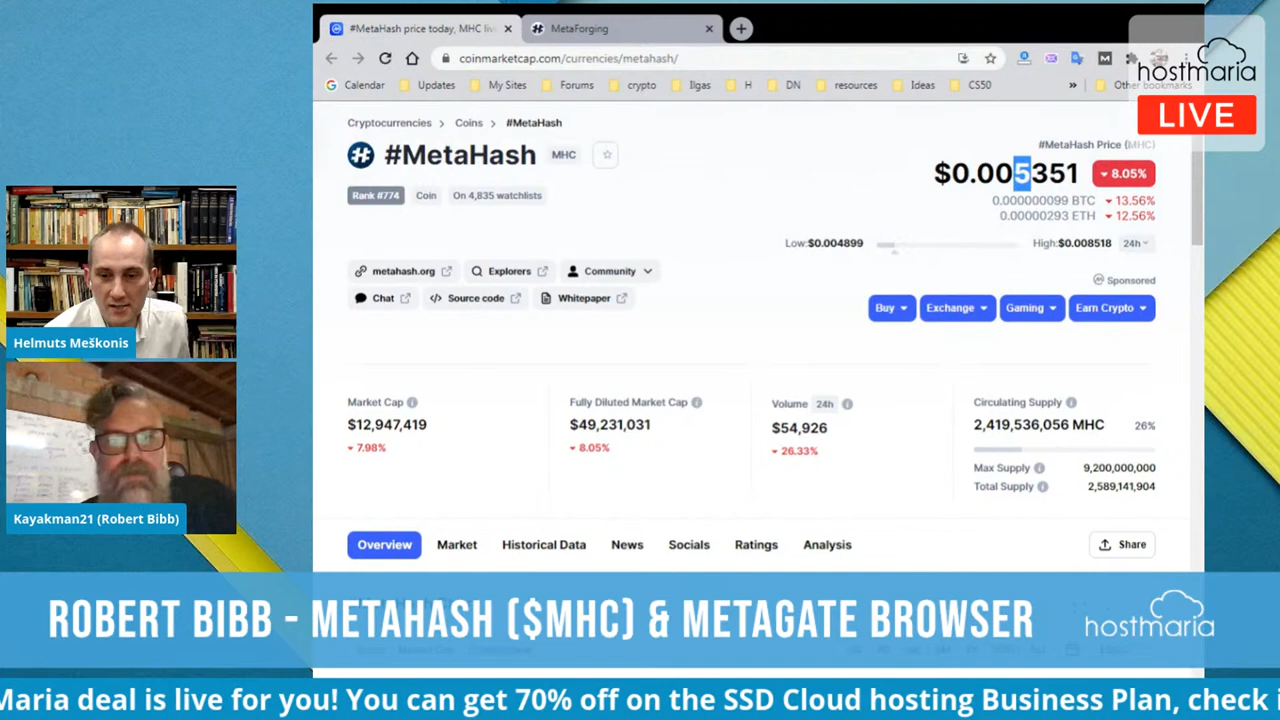 #MetaHash price today, MHC liv
MetaForging
coinmarketcap.com/currencies/metahash/
Calendar Updates My Sites Forums crypto Ilgas H DN resources Ideas CS50 » Other bookmarks
hostmaria
LIVE
Cryptocurrencies > Coins > #MetaHash
#MetaHash MHC
Rank #774 Coin On 4,835 watchlists
#MetaHash Price (MHC)
$0.005351 8.05%
0.000000099 BTC 13.56%
0.00000293 ETH 12.56%
Low:$0.004899 High:$0.008518 24h
metahash.org Explorers Community
Chat Source code Whitepaper
Sponsored
Buy Exchange Gaming Earn Crypto
Market Cap
$12,947,419
7.98%
Fully Diluted Market Cap
$49,231,031
8.05%
Volume 24h
$54,926
26.33%
Circulating Supply
2,419,536,056 MHC 26%
Max Supply 9,200,000,000
Total Supply 2,589,141,904
Overview Market Historical Data News Socials Ratings Analysis Share
Helmuts Meškonis
Kayakman21 (Robert Bibb)
ROBERT BIBB - METAHASH ($MHC) & METAGATE BROWSER
hostmaria
Maria deal is live for you! You can get 70% off on the SSD Cloud hosting Business Plan, check i